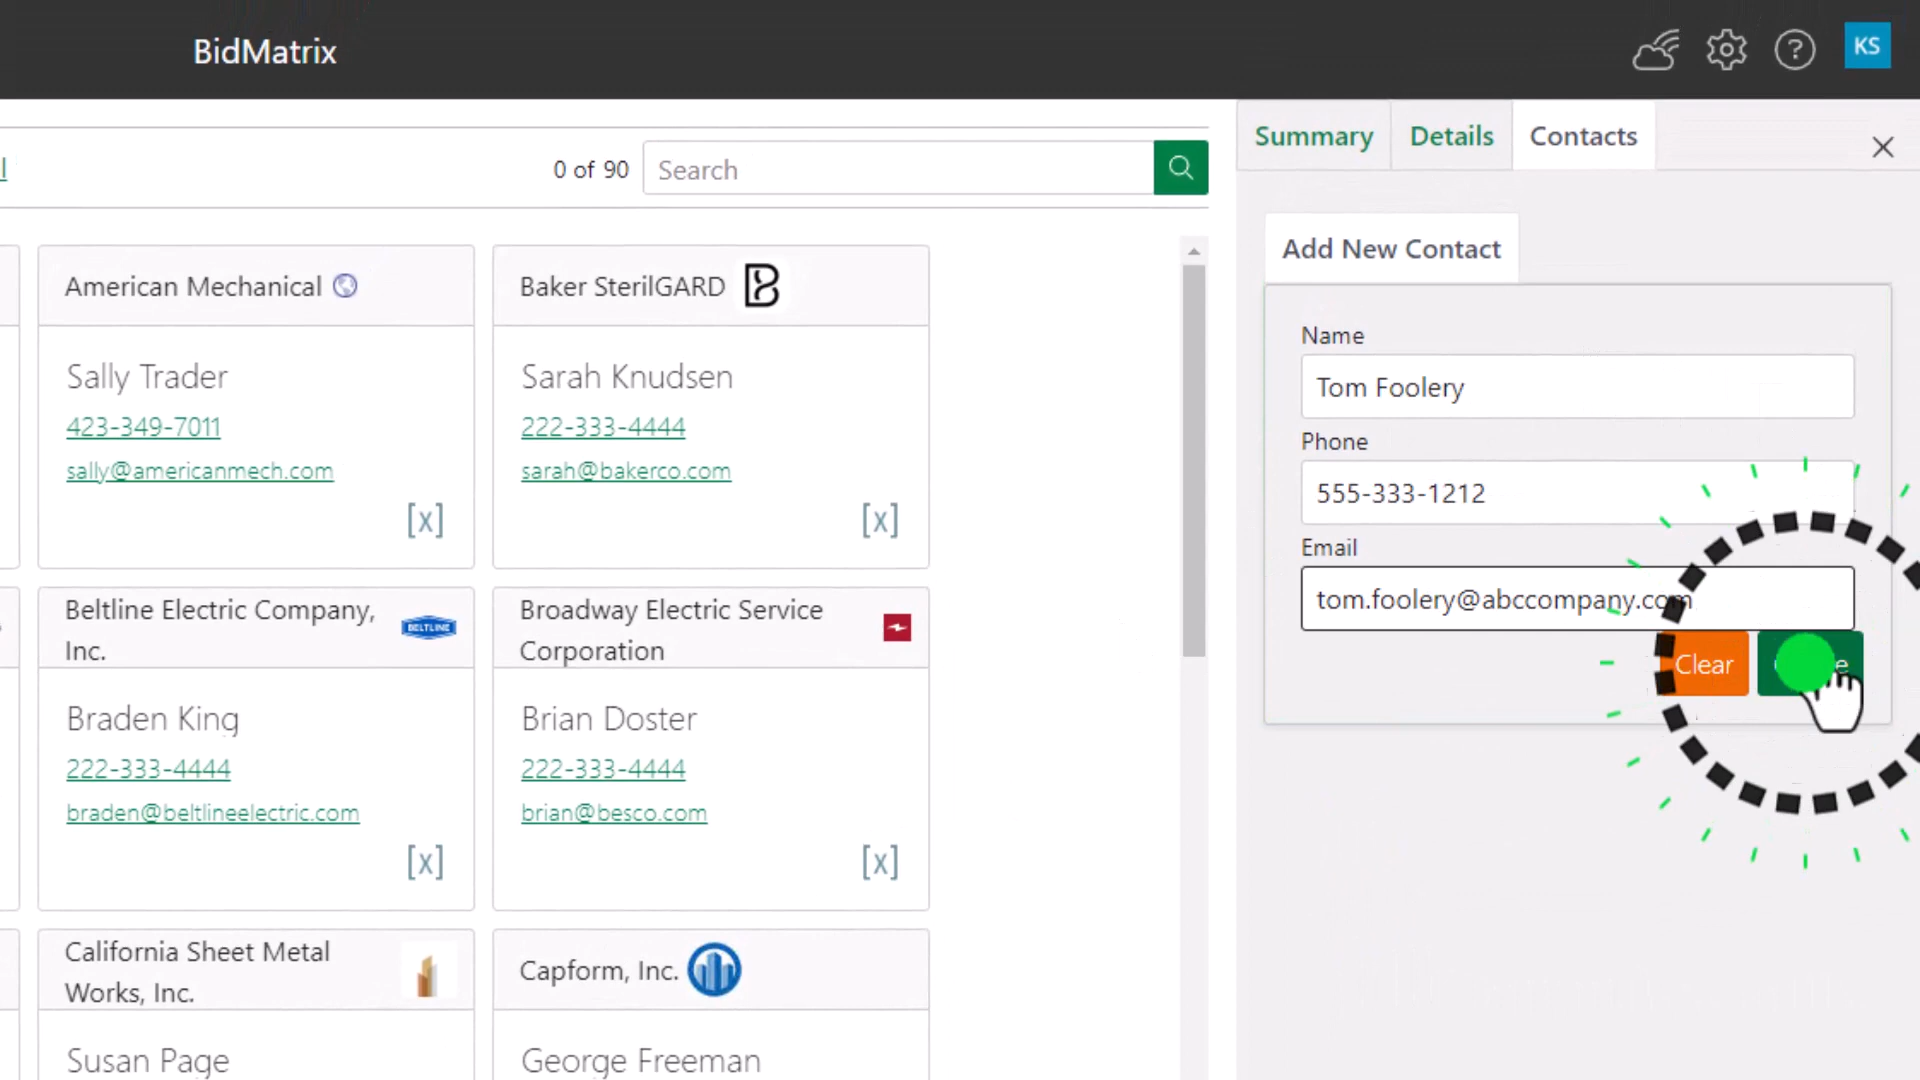 BidMatrix
KS
0 of 90
Search
Summary
Details
Contacts
American Mechanical
Sally Trader
423-349-7011
sally@americanmech.com
[x]
Baker SterilGARD
Sarah Knudsen
222-333-4444
sarah@bakerco.com
[x]
Beltline Electric Company,
Inc.
BELTLINE
Braden King
222-333-4444
braden@beltlineelectric.com
[x]
Broadway Electric Service
Corporation
Brian Doster
222-333-4444
brian@besco.com
[x]
California Sheet Metal
Works, Inc.
Susan Page
Capform, Inc.
George Freeman
Add New Contact
Name
Tom Foolery
Phone
555-333-1212
Email
tom.foolery@abccompany.com
Clear